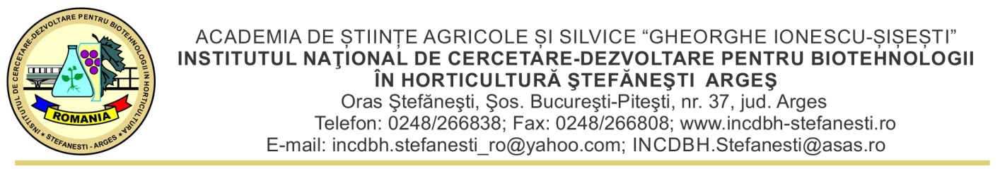 INSTITUTUL DE CERCETARE-DEZVOLTARE PENTRU BIOTEHNOLOGII IN HORTICULTURA
ROMANIA
★ STEFANESTI - ARGES ★
ACADEMIA DE ȘTIINȚE AGRICOLE ȘI SILVICE “GHEORGHE IONESCU-ȘIȘEȘTI”
INSTITUTUL NAŢIONAL DE CERCETARE-DEZVOLTARE PENTRU BIOTEHNOLOGII
ÎN HORTICULTURĂ ŞTEFĂNEŞTI ARGEŞ
Oras Ştefăneşti, Şos. Bucureşti-Piteşti, nr. 37, jud. Arges
Telefon: 0248/266838; Fax: 0248/266808; www.incdbh-stefanesti.ro
E-mail: incdbh.stefanesti_ro@yahoo.com; INCDBH.Stefanesti@asas.ro